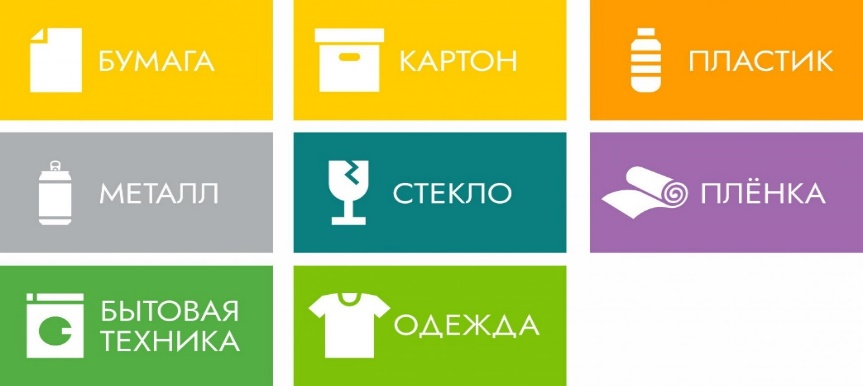 БУМАГА
КАРТОН
ПЛАСТИК
МЕТАЛЛ
СТЕКЛО
ПЛЁНКА
БЫТОВАЯ
ТЕХНИКА
ОДЕЖДА